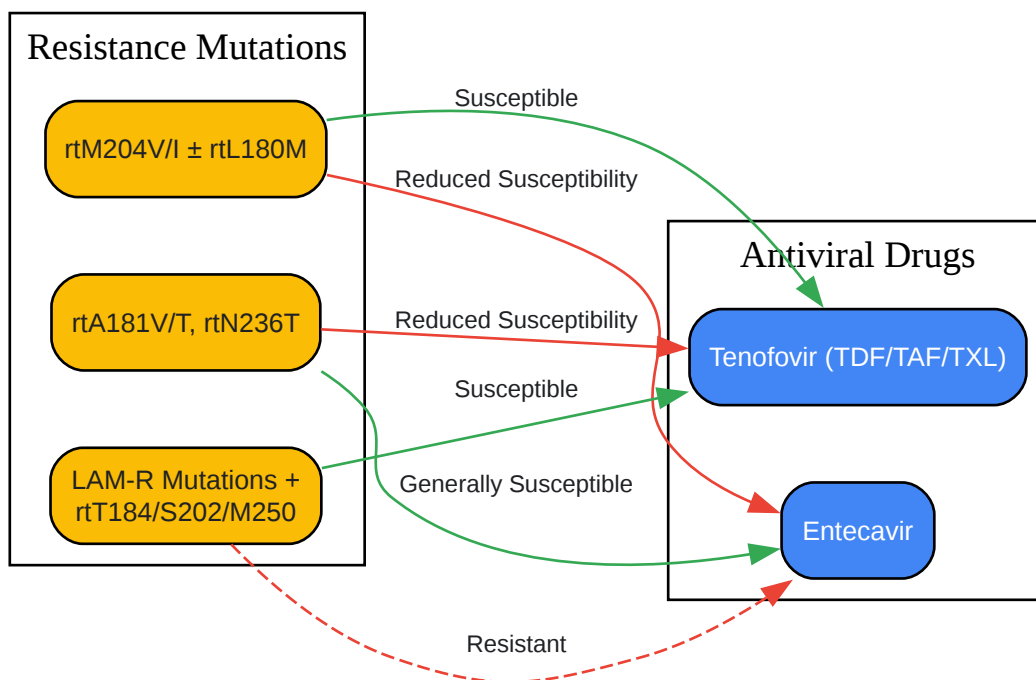 Resistance Mutations
rtM204V/I ± rtL180M
rtA181V/T, rtN236T
LAM-R Mutations +
rtT184/S202/M250
Susceptible
Reduced Susceptibility
Reduced Susceptibility
Susceptible
Generally Susceptible
Resistant
Antiviral Drugs
Tenofovir (TDF/TAF/TXL)
Entecavir